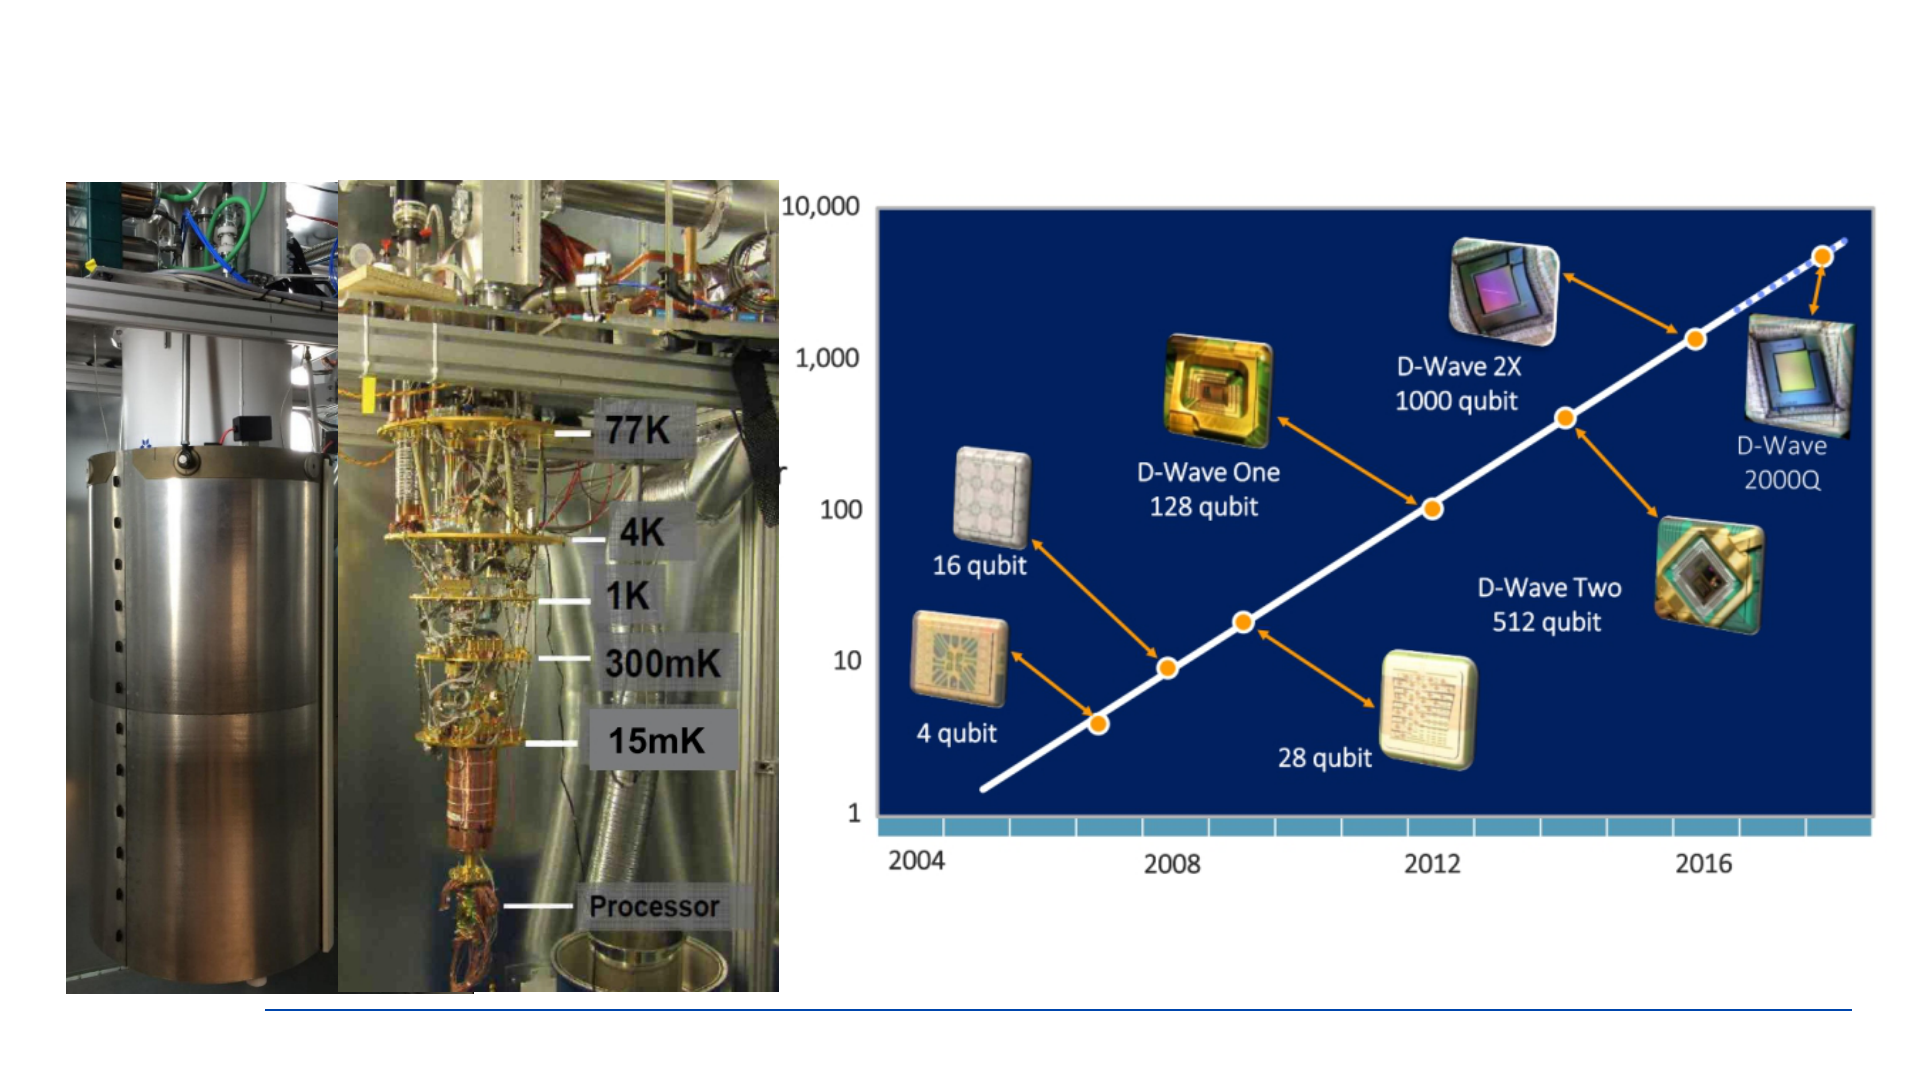 77K
4K
1K
300mK
15mK
Processor
r
10,000
1,000
100
10
1
D-Wave 2X
1000 qubit
D-Wave
2000Q
D-Wave One
128 qubit
16 qubit
D-Wave Two
512 qubit
4 qubit
28 qubit
2004
2008
2012
2016